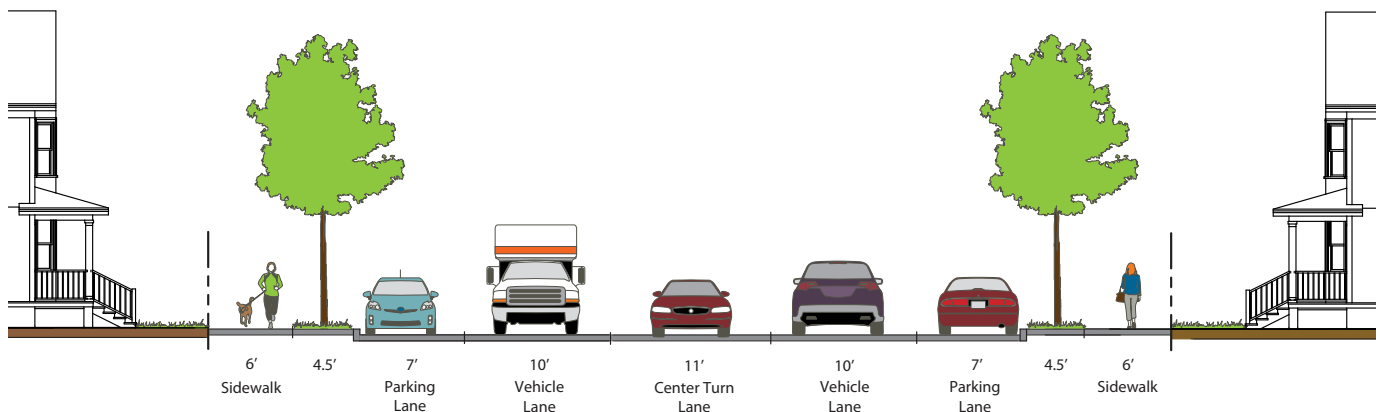 6’ 4.5’ 7’ 10’ 11’ 10’ 7’ 4.5’ 6’
Sidewalk Parking Vehicle Center Turn Vehicle Parking Sidewalk
Lane Lane Lane Lane Lane